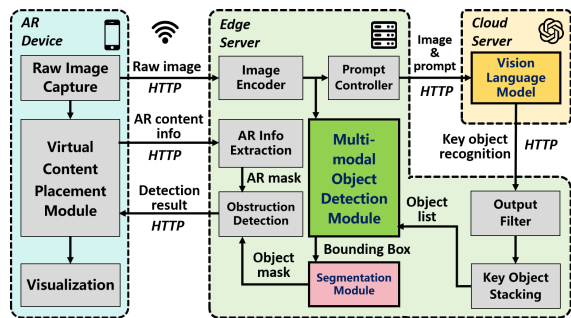 AR
Device
Edge
Server
Cloud
Server
Raw Image
Capture
Raw image
HTTP
Image
Encoder
Prompt
Controller
Image
&
prompt
HTTP
Vision
Language
Model
AR content
info
HTTP
AR Info
Extraction
AR mask
Virtual
Content
Placement
Module
Multi-
modal
Object
Detection
Module
Key object
recognition
HTTP
Detection
result
HTTP
Obstruction
Detection
Object
list
Output
Filter
Bounding Box
Object
mask
Visualization
Segmentation
Module
Key Object
Stacking